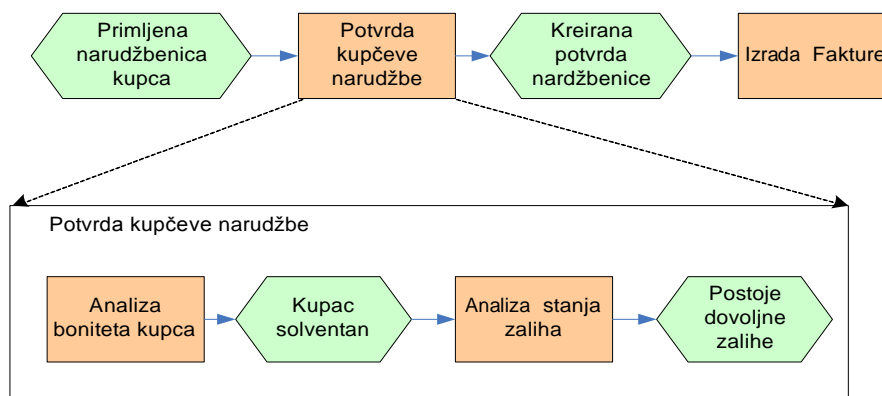 Primljena
narudžbenica
kupca
Potvrda
kupčeve
narudžbe
Kreirana
potvrda
nardžbenice
Izrada Fakture
Potvrda kupčeve narudžbe
Analiza
boniteta kupca
Kupac
solventan
Analiza stanja
zaliha
Postoje
dovoljne
zalihe